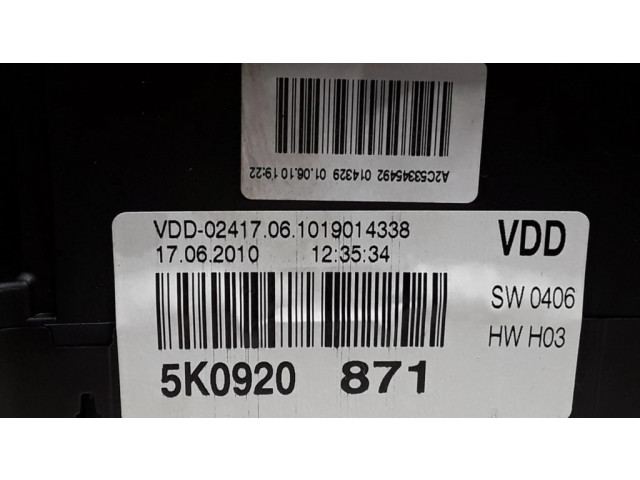 A2C53345492 014329 01.06.10 19:22
VDD-02417.06.1019014338 VDD
17.06.2010 12:35:34
SW 0406
HW H03
5K0920 871